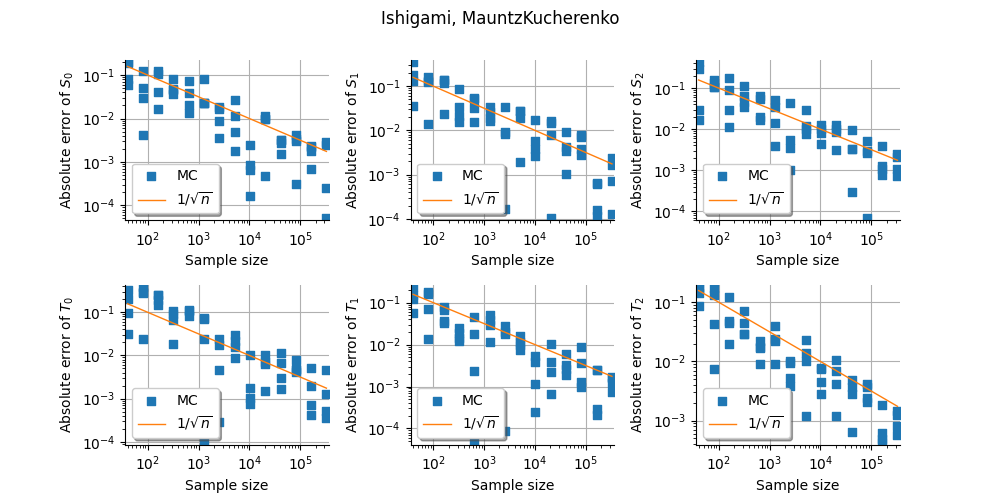 Ishigami, MauntzKucherenko
Absolute error of S₀
10⁻¹
10⁻²
10⁻³
10⁻⁴
MC
1/√n
10² 10³ 10⁴ 10⁵
Sample size
Absolute error of S₁
10⁻¹
10⁻²
10⁻³
10⁻⁴
MC
1/√n
10² 10³ 10⁴ 10⁵
Sample size
Absolute error of S₂
10⁻¹
10⁻²
10⁻³
10⁻⁴
MC
1/√n
10² 10³ 10⁴ 10⁵
Sample size
Absolute error of T₀
10⁻¹
10⁻²
10⁻³
10⁻⁴
MC
1/√n
10² 10³ 10⁴ 10⁵
Sample size
Absolute error of T₁
10⁻¹
10⁻²
10⁻³
10⁻⁴
MC
1/√n
10² 10³ 10⁴ 10⁵
Sample size
Absolute error of T₂
10⁻¹
10⁻²
10⁻³
MC
1/√n
10² 10³ 10⁴ 10⁵
Sample size